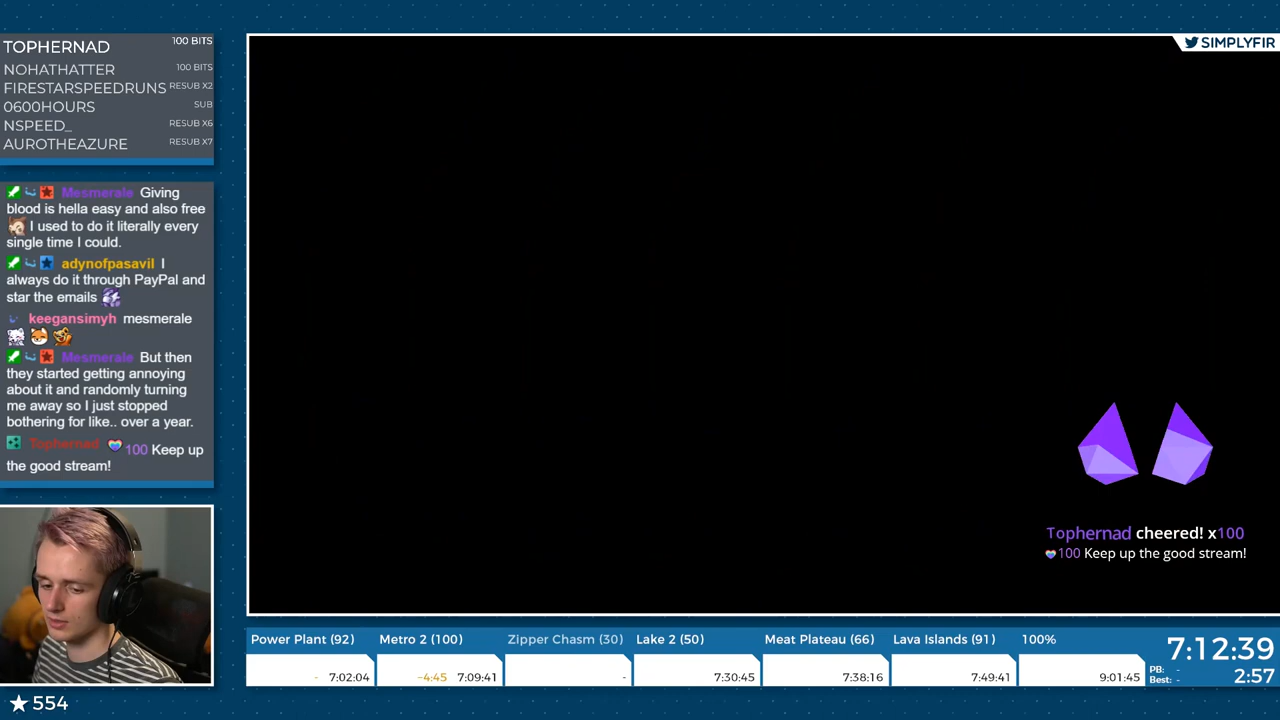 TOPHERNAD 100 BITS
NOHATHATTER 100 BITS
FIRESTARSPEEDRUNS RESUB X2
0600HOURS SUB
NSPEED_ RESUB X6
AUROTHEAZURE RESUB X7
Mesmerale Giving
blood is hella easy and also free
I used to do it literally every
single time I could.
adynofpasavil I
always do it through PayPal and
star the emails
keegansimyh mesmerale
Mesmerale But then
they started getting annoying
about it and randomly turning
me away so I just stopped
bothering for like.. over a year.
Tophernad 100 Keep up
the good stream!
554
SIMPLYFIR
Tophernad cheered! x100
100 Keep up the good stream!
Power Plant (92) Metro 2 (100) Zipper Chasm (30) Lake 2 (50) Meat Plateau (66) Lava Islands (91) 100%
- 7:02:04 -4:45 7:09:41 - 7:30:45 7:38:16 7:49:41 9:01:45
7:12:39
PB: -
Best: - 2:57